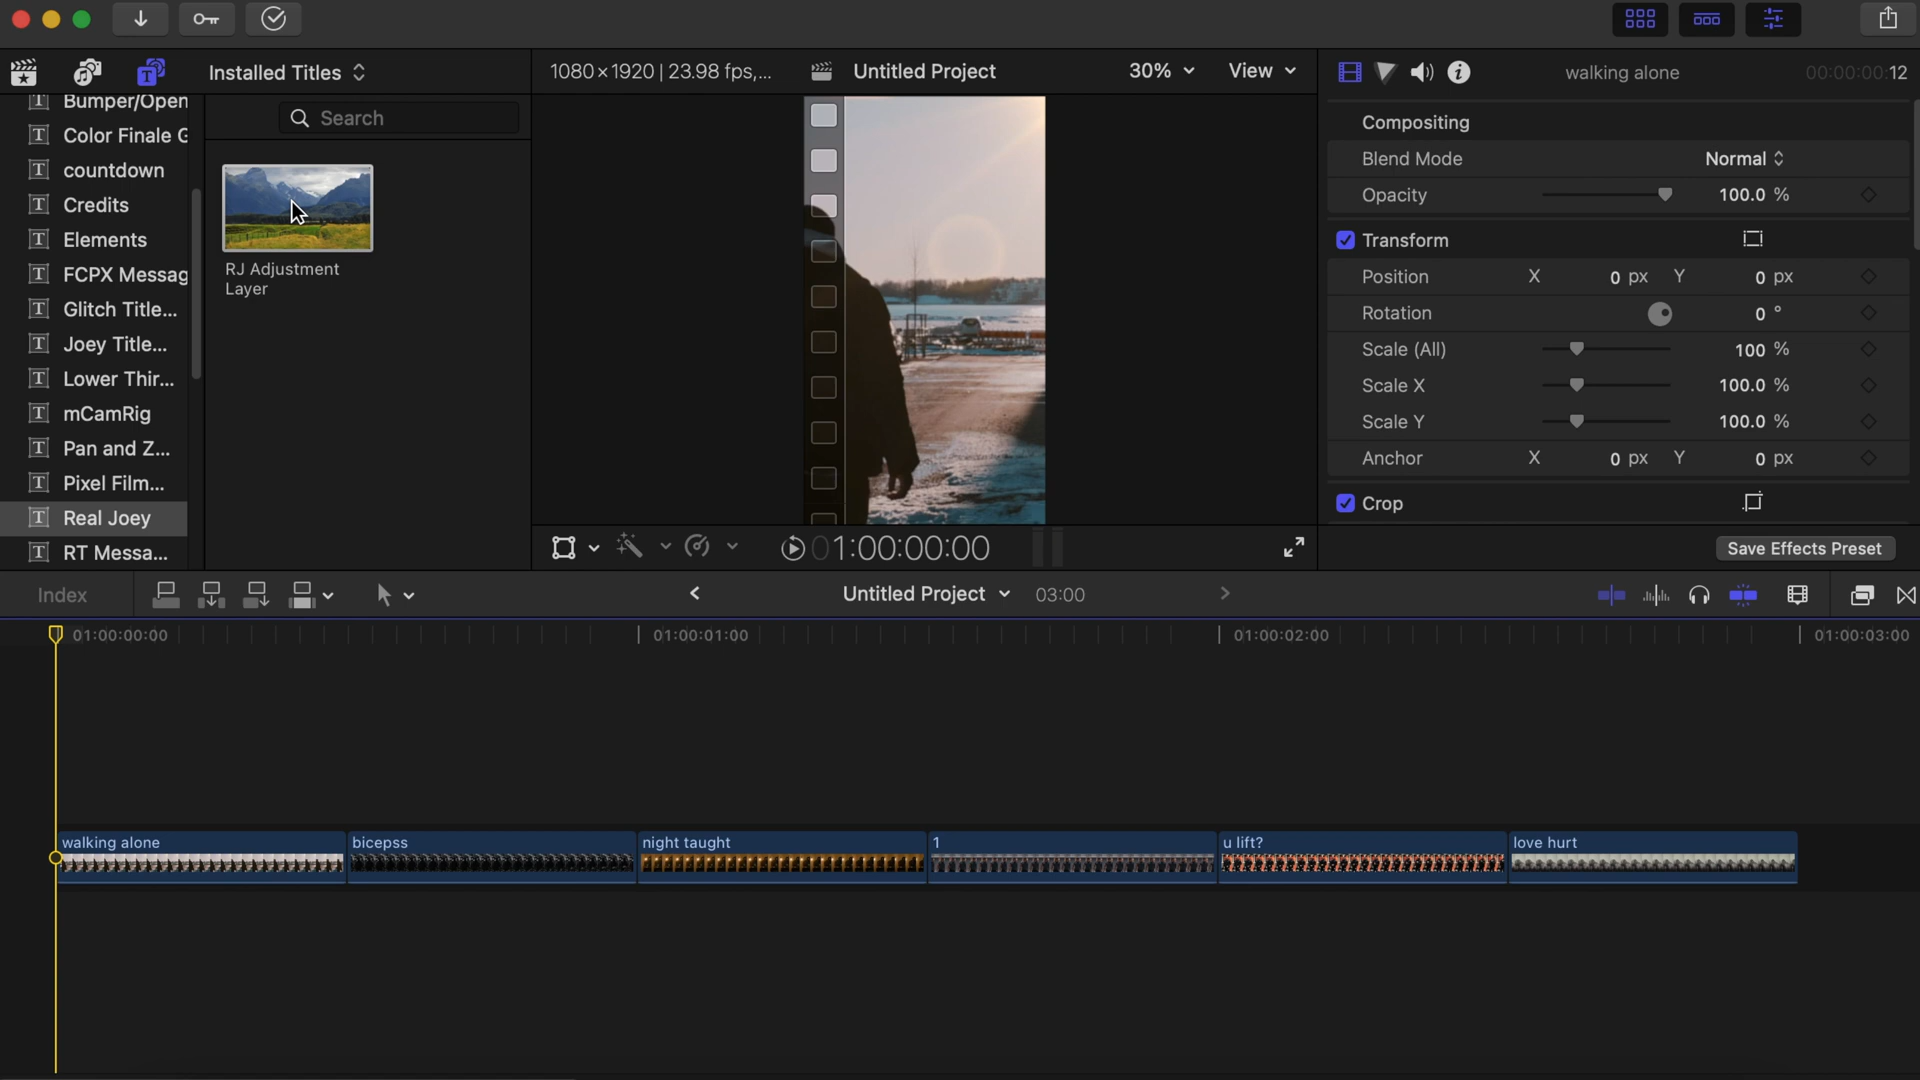 Installed Titles
1080×1920 | 23.98 fps,...
Untitled Project
30%
View
walking alone
00:00:00:12
Bumper/Open
Color Finale G
countdown
Credits
Elements
FCPX Messag
Glitch Title...
Joey Title...
Lower Thir...
mCamRig
Pan and Z...
Pixel Film...
Real Joey
RT Messa...
Search
RJ Adjustment
Layer
Compositing
Blend Mode Normal
Opacity 100.0 %
Transform
Position X 0 px Y 0 px
Rotation 0 °
Scale (All) 100 %
Scale X 100.0 %
Scale Y 100.0 %
Anchor X 0 px Y 0 px
Crop
01:00:00:00
Save Effects Preset
Index
Untitled Project
03:00
01:00:00:00 01:00:01:00 01:00:02:00 01:00:03:00
walking alone bicepss night taught 1 u lift? love hurt